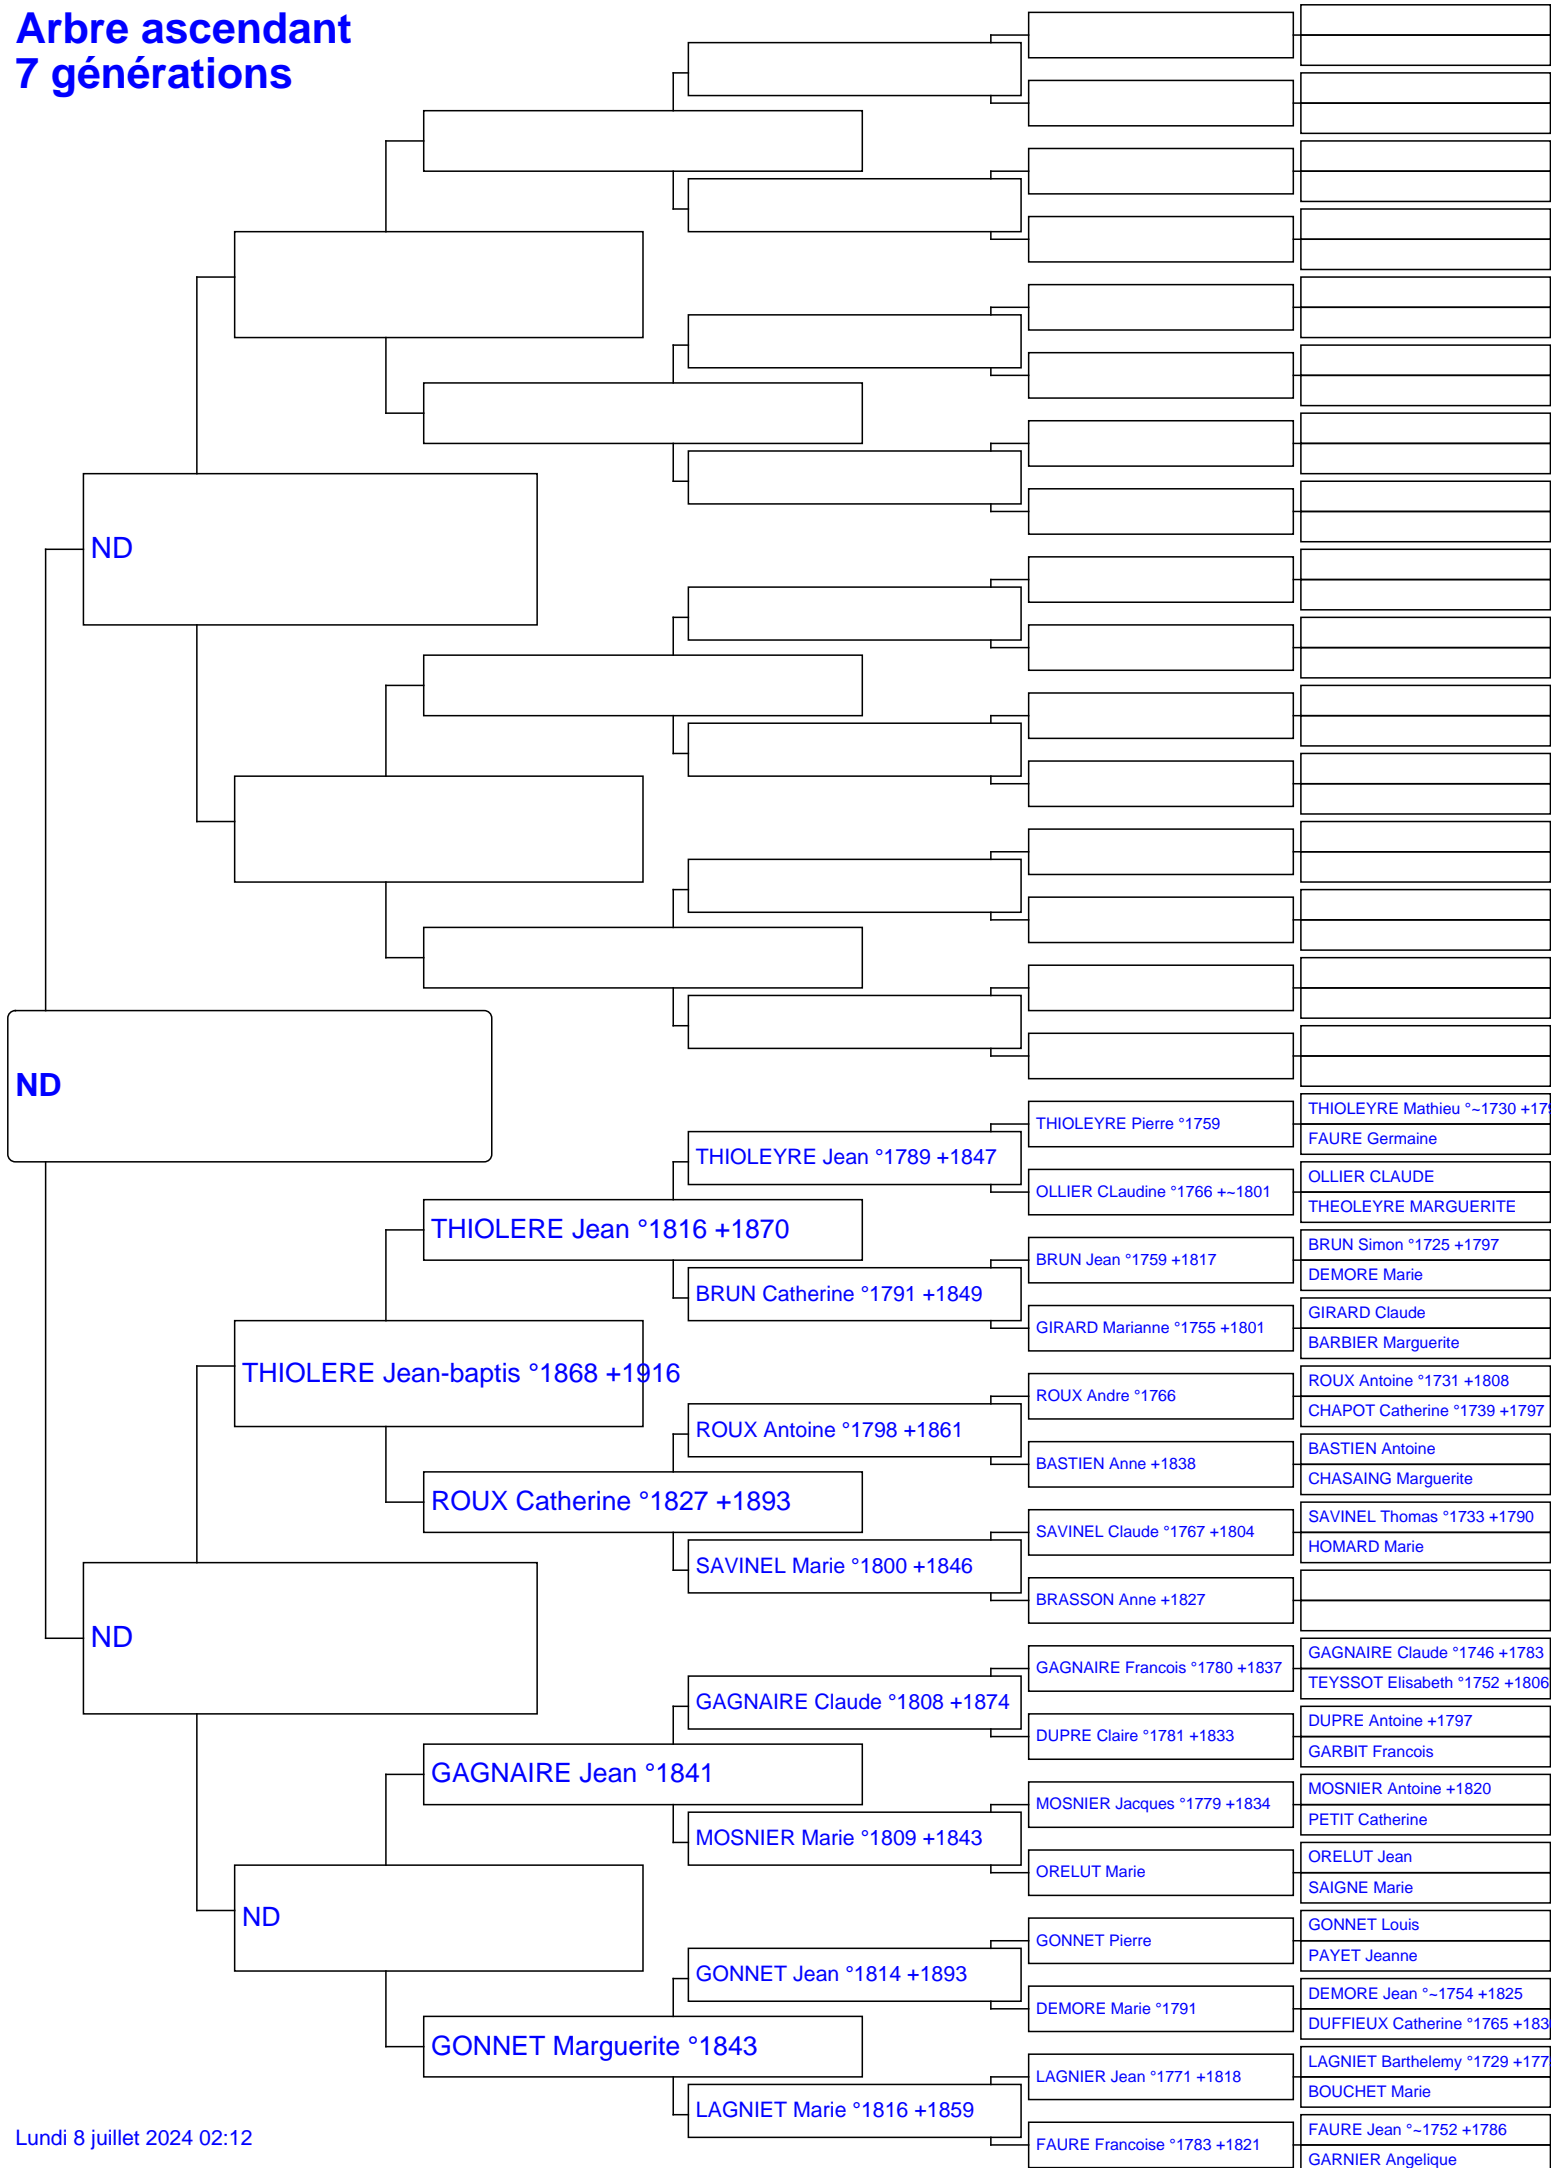 Arbre ascendant
7 générations
ND
ND
THIOLEYRE Mathieu °~1730 +179
THIOLEYRE Pierre °1759
FAURE Germaine
THIOLEYRE Jean °1789 +1847
OLLIER CLAUDE
OLLIER CLaudine °1766 +~1801
THEOLEYRE MARGUERITE
THIOLERE Jean °1816 +1870
BRUN Simon °1725 +1797
BRUN Jean °1759 +1817
DEMORE Marie
BRUN Catherine °1791 +1849
GIRARD Claude
GIRARD Marianne °1755 +1801
BARBIER Marguerite
THIOLERE Jean-baptis °1868 +1916
ROUX Antoine °1731 +1808
ROUX Andre °1766
CHAPOT Catherine °1739 +1797
ROUX Antoine °1798 +1861
BASTIEN Antoine
BASTIEN Anne +1838
CHASAING Marguerite
ROUX Catherine °1827 +1893
SAVINEL Thomas °1733 +1790
SAVINEL Claude °1767 +1804
HOMARD Marie
SAVINEL Marie °1800 +1846
BRASSON Anne +1827
ND
GAGNAIRE Claude °1746 +1783
GAGNAIRE Francois °1780 +1837
TEYSSOT Elisabeth °1752 +1806
GAGNAIRE Claude °1808 +1874
DUPRE Antoine +1797
DUPRE Claire °1781 +1833
GARBIT Francois
GAGNAIRE Jean °1841
MOSNIER Antoine +1820
MOSNIER Jacques °1779 +1834
PETIT Catherine
MOSNIER Marie °1809 +1843
ORELUT Jean
ORELUT Marie
SAIGNE Marie
ND
GONNET Louis
GONNET Pierre
PAYET Jeanne
GONNET Jean °1814 +1893
DEMORE Jean °~1754 +1825
DEMORE Marie °1791
DUFFIEUX Catherine °1765 +183
GONNET Marguerite °1843
LAGNIET Barthelemy °1729 +177
LAGNIER Jean °1771 +1818
BOUCHET Marie
LAGNIET Marie °1816 +1859
FAURE Jean °~1752 +1786
FAURE Francoise °1783 +1821
GARNIER Angelique
Lundi 8 juillet 2024 02:12